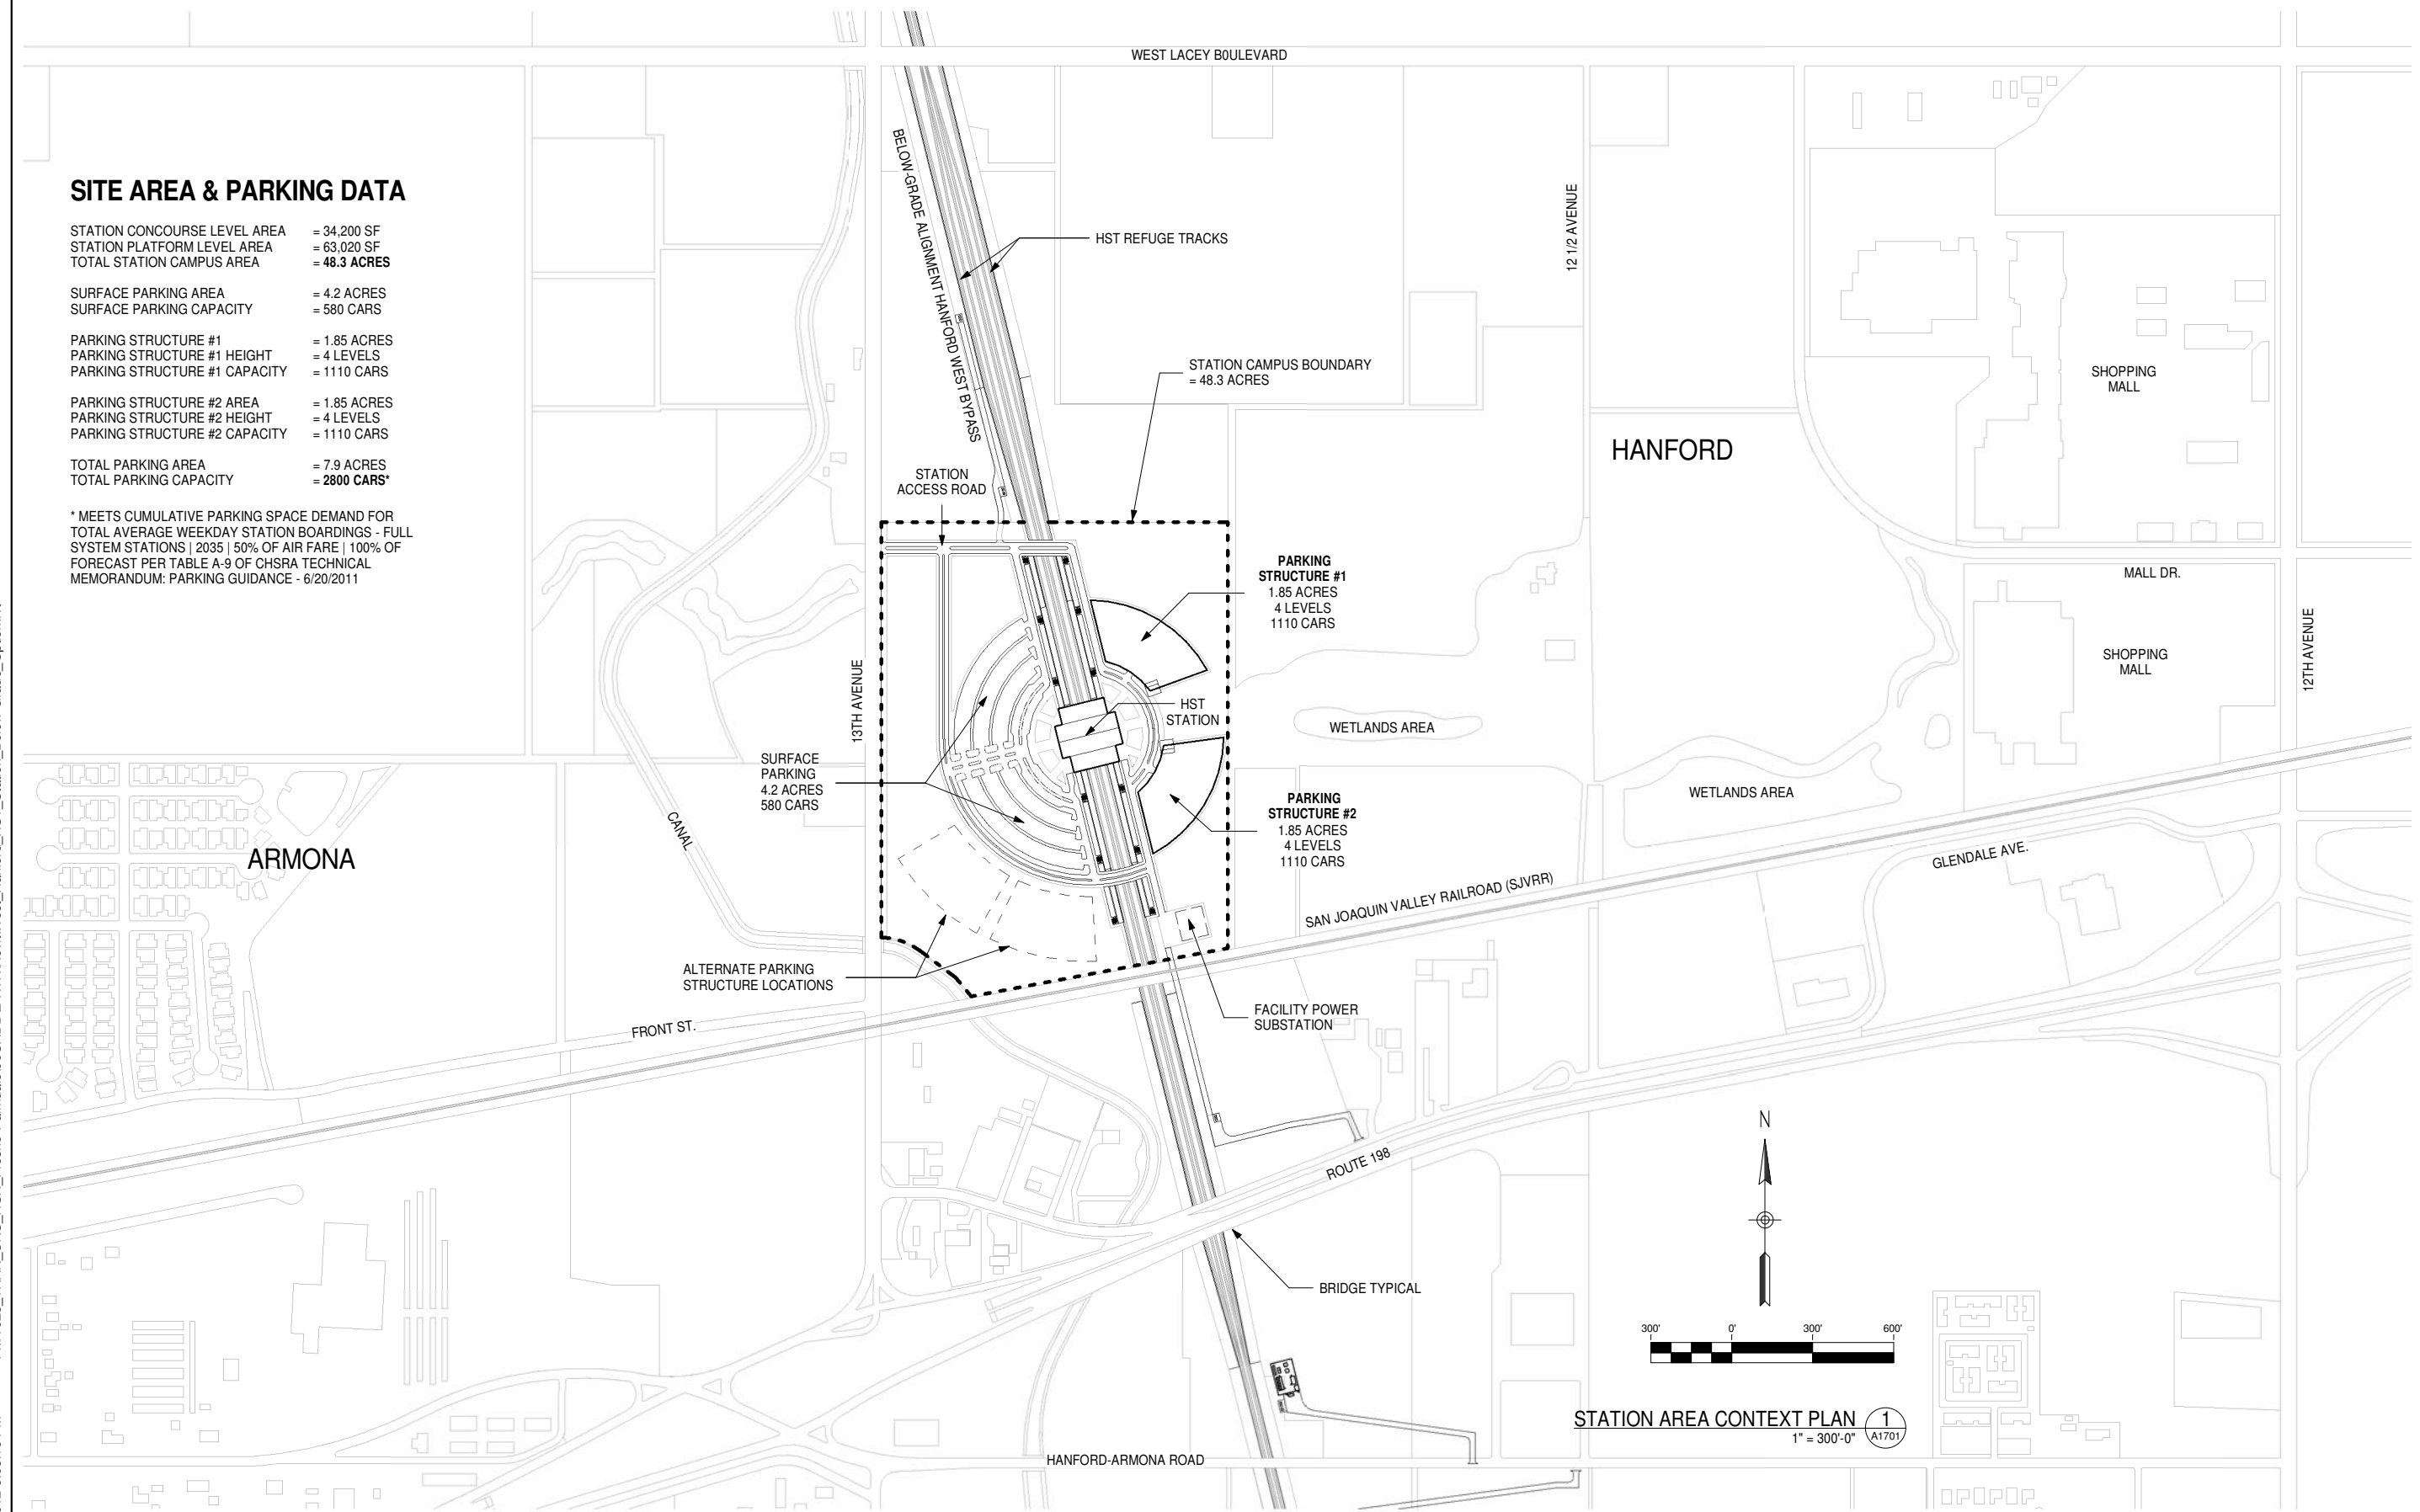 WEST LACEY B0ULEVARD
SITE AREA & PARKING DATA
STATION CONCOURSE LEVEL AREA = 34,200 SF
STATION PLATFORM LEVEL AREA = 63,020 SF
TOTAL STATION CAMPUS AREA = 48.3 ACRES
SURFACE PARKING AREA = 4.2 ACRES
SURFACE PARKING CAPACITY = 580 CARS
PARKING STRUCTURE #1 = 1.85 ACRES
PARKING STRUCTURE #1 HEIGHT = 4 LEVELS
PARKING STRUCTURE #1 CAPACITY = 1110 CARS
PARKING STRUCTURE #2 AREA = 1.85 ACRES
PARKING STRUCTURE #2 HEIGHT = 4 LEVELS
PARKING STRUCTURE #2 CAPACITY = 1110 CARS
TOTAL PARKING AREA = 7.9 ACRES
TOTAL PARKING CAPACITY = 2800 CARS*
* MEETS CUMULATIVE PARKING SPACE DEMAND FOR
TOTAL AVERAGE WEEKDAY STATION BOARDINGS - FULL
SYSTEM STATIONS | 2035 | 50% OF AIR FARE | 100% OF
FORECAST PER TABLE A-9 OF CHSRA TECHNICAL
MEMORANDUM: PARKING GUIDANCE - 6/20/2011
BELOW-GRADE ALIGNMENT HANFORD WEST BYPASS
HST REFUGE TRACKS
12 1/2 AVENUE
STATION CAMPUS BOUNDARY
= 48.3 ACRES
SHOPPING
MALL
HANFORD
STATION
ACCESS ROAD
PARKING
STRUCTURE #1
1.85 ACRES
4 LEVELS
1110 CARS
MALL DR.
12TH AVENUE
SHOPPING
MALL
13TH AVENUE
HST
STATION
WETLANDS AREA
SURFACE
PARKING
4.2 ACRES
580 CARS
WETLANDS AREA
PARKING
STRUCTURE #2
1.85 ACRES
4 LEVELS
1110 CARS
CANAL
ARMONA
GLENDALE AVE.
SAN JOAQUIN VALLEY RAILROAD (SJVRR)
ALTERNATE PARKING
STRUCTURE LOCATIONS
FACILITY POWER
SUBSTATION
FRONT ST.
N
ROUTE 198
BRIDGE TYPICAL
300' 0' 300' 600'
STATION AREA CONTEXT PLAN 1
1" = 300'-0" A1701
HANFORD-ARMONA ROAD